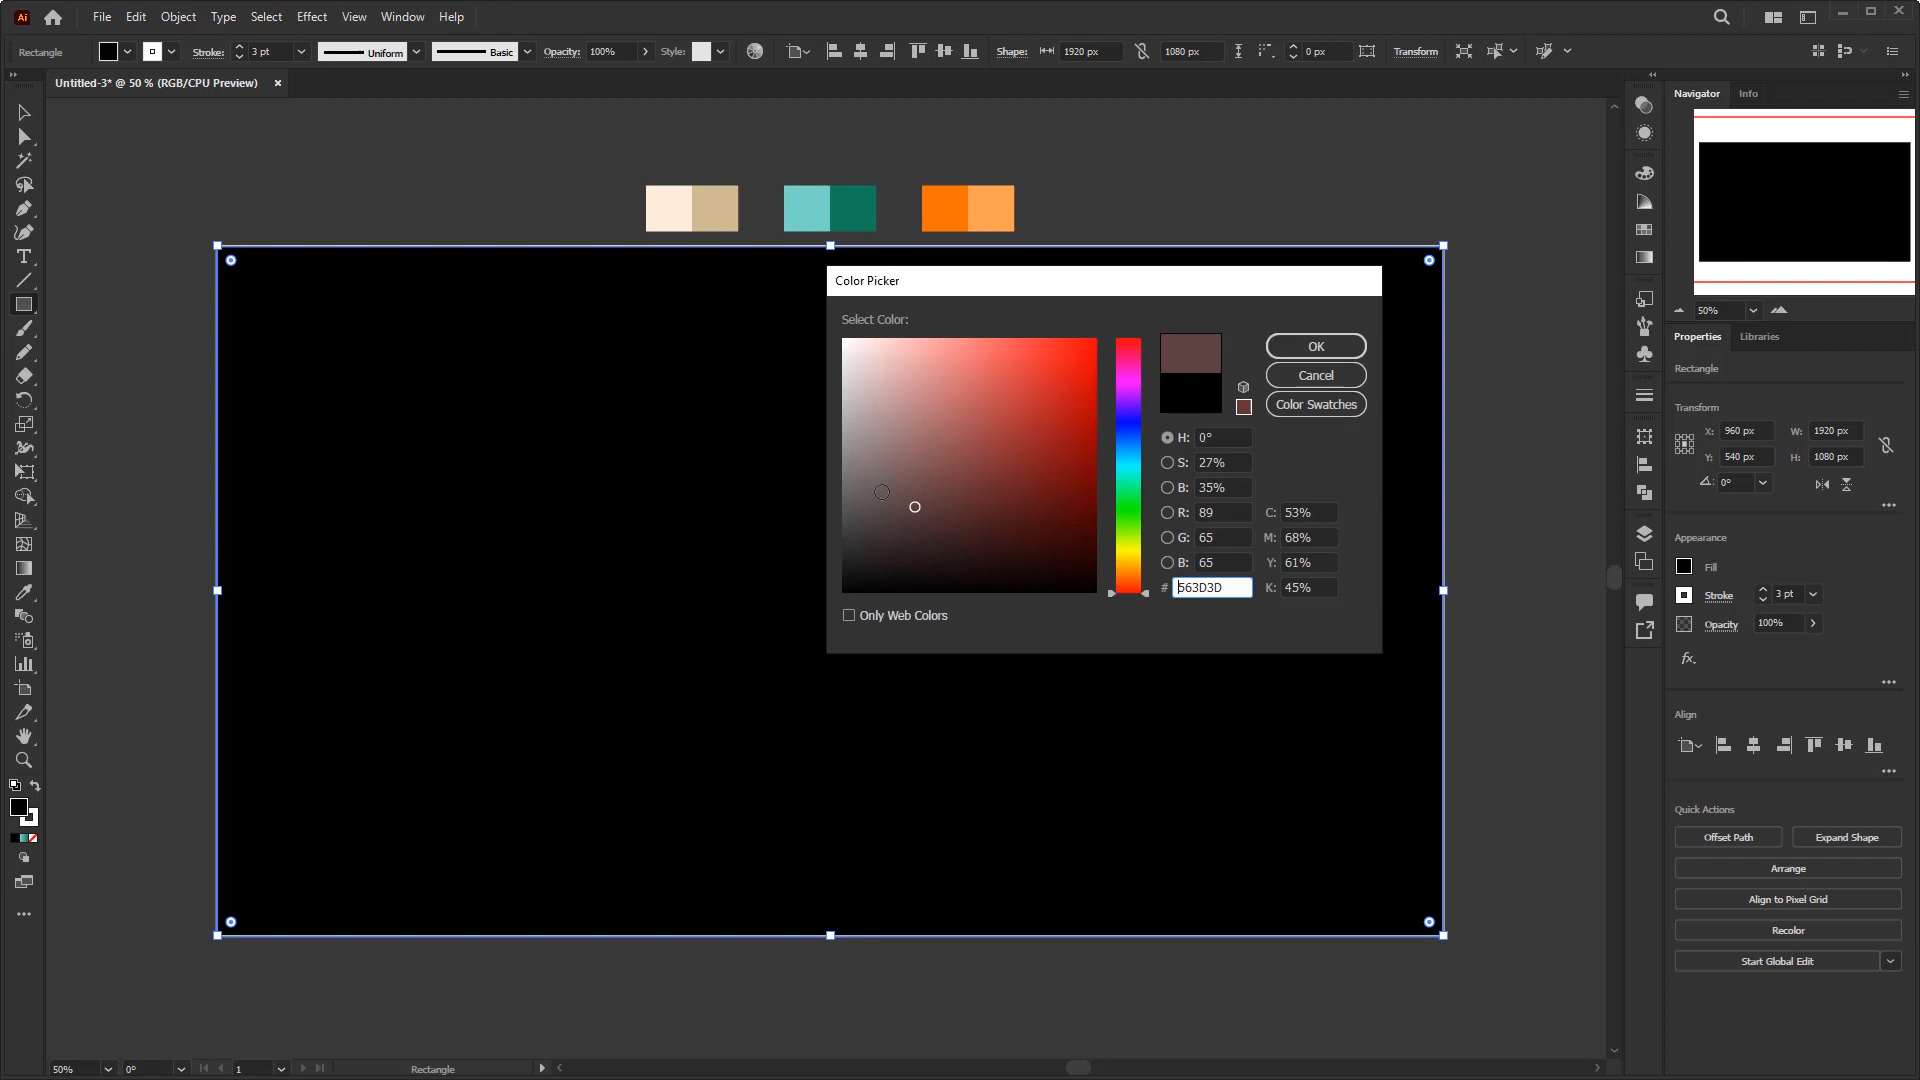 Ai File Edit Object Type Select Effect View Window Help
Rectangle Stroke: 3 pt Uniform Basic Opacity: 100% Style: Shape: 1920 px 1080 px 0 px Transform
Untitled-3* @ 50 % (RGB/CPU Preview) ×
Navigator Info
50%
Properties Libraries
Rectangle
Transform
X: 960 px W: 1920 px
Y: 540 px H: 1080 px
0°
Appearance
Fill
Stroke 3 pt
Opacity 100%
fx.
Align
Quick Actions
Offset Path Expand Shape
Arrange
Align to Pixel Grid
Recolor
Start Global Edit
Color Picker
Select Color:
OK
Cancel
Color Swatches
H: 0°
S: 27%
B: 35%
R: 89 C: 53%
G: 65 M: 68%
B: 65 Y: 61%
# 563D3D K: 45%
Only Web Colors
50% 0° 1 Rectangle